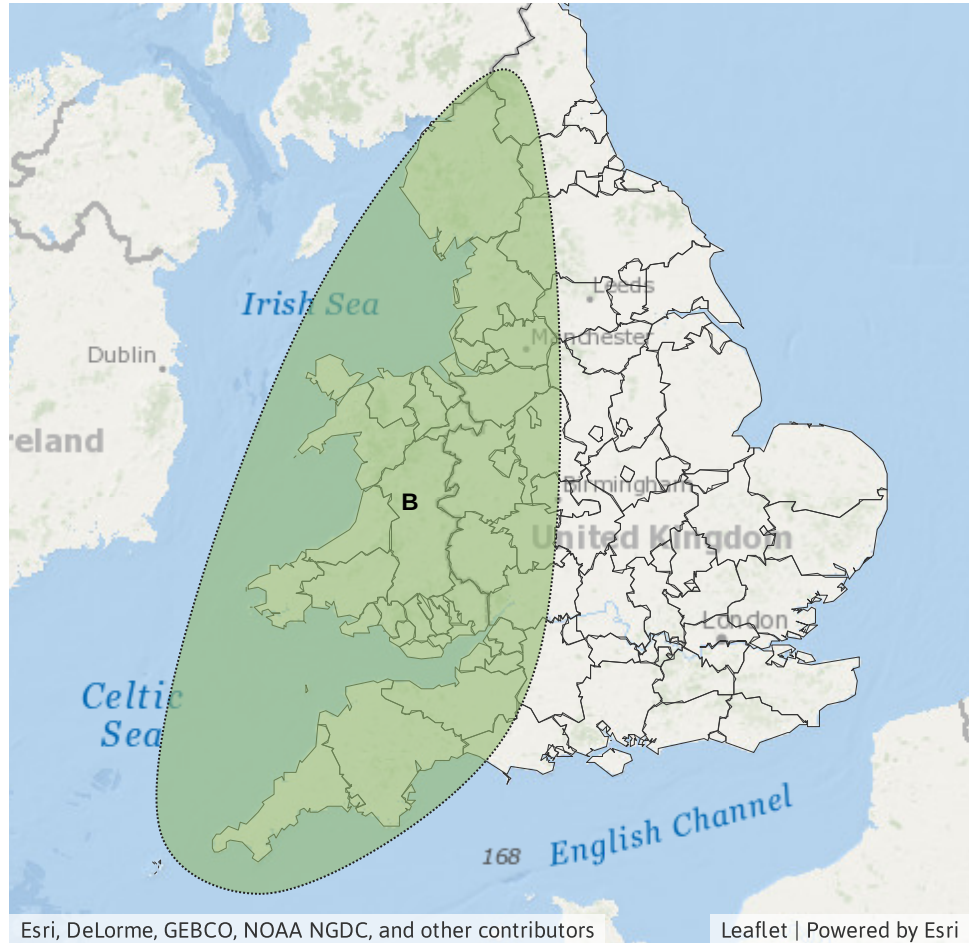 Leeds
Irish Sea
Manchester
Dublin
reland
Birmingham
B
United Kingdom
London
Celtic
Sea
English Channel
168
Esri, DeLorme, GEBCO, NOAA NGDC, and other contributors
Leaflet | Powered by Esri